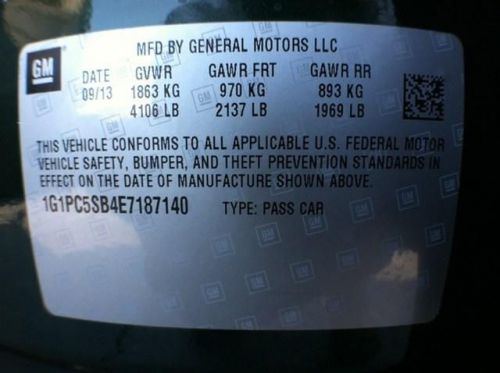 GM
MFD BY GENERAL MOTORS LLC
DATE GVWR GAWR FRT GAWR RR
09/13 1863 KG 970 KG 893 KG
4106 LB 2137 LB 1969 LB
THIS VEHICLE CONFORMS TO ALL APPLICABLE U.S. FEDERAL MOTOR
VEHICLE SAFETY, BUMPER, AND THEFT PREVENTION STANDARDS IN
EFFECT ON THE DATE OF MANUFACTURE SHOWN ABOVE.
1G1PC5SB4E7187140 TYPE: PASS CAR